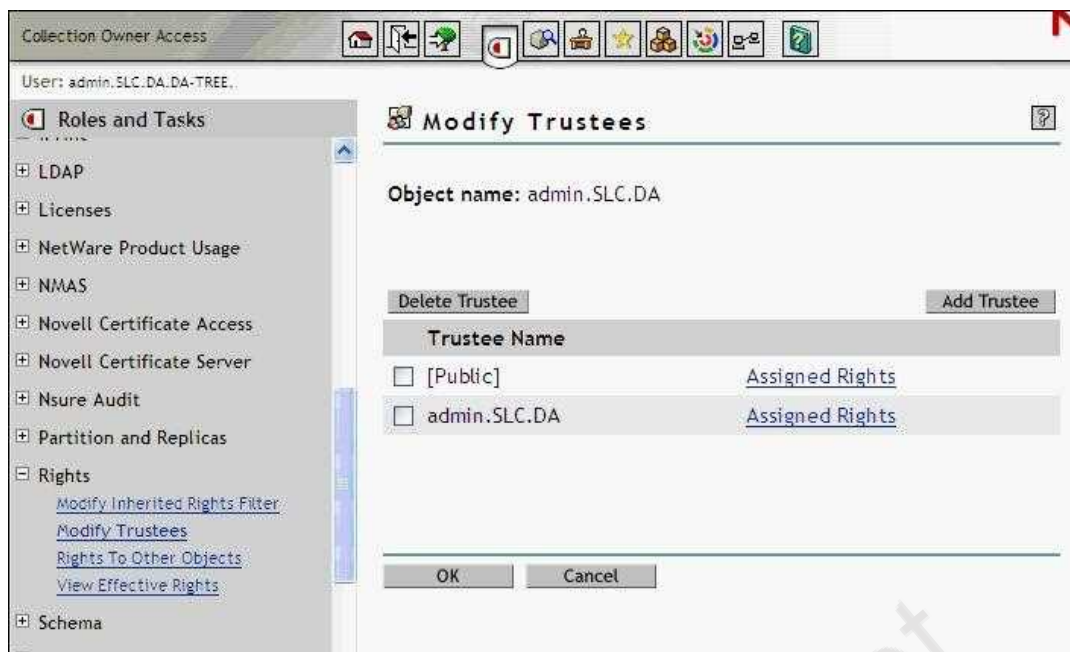 Collection Owner Access
User: admin.SLC.DA.DA-TREE.
Roles and Tasks
LDAP
Licenses
NetWare Product Usage
NMAS
Novell Certificate Access
Novell Certificate Server
Nsure Audit
Partition and Replicas
Rights
Modify Inherited Rights Filter
Modify Trustees
Rights To Other Objects
View Effective Rights
Schema
N
Modify Trustees
?
Object name: admin.SLC.DA
Delete Trustee
Add Trustee
Trustee Name
[Public] Assigned Rights
admin.SLC.DA Assigned Rights
OK Cancel